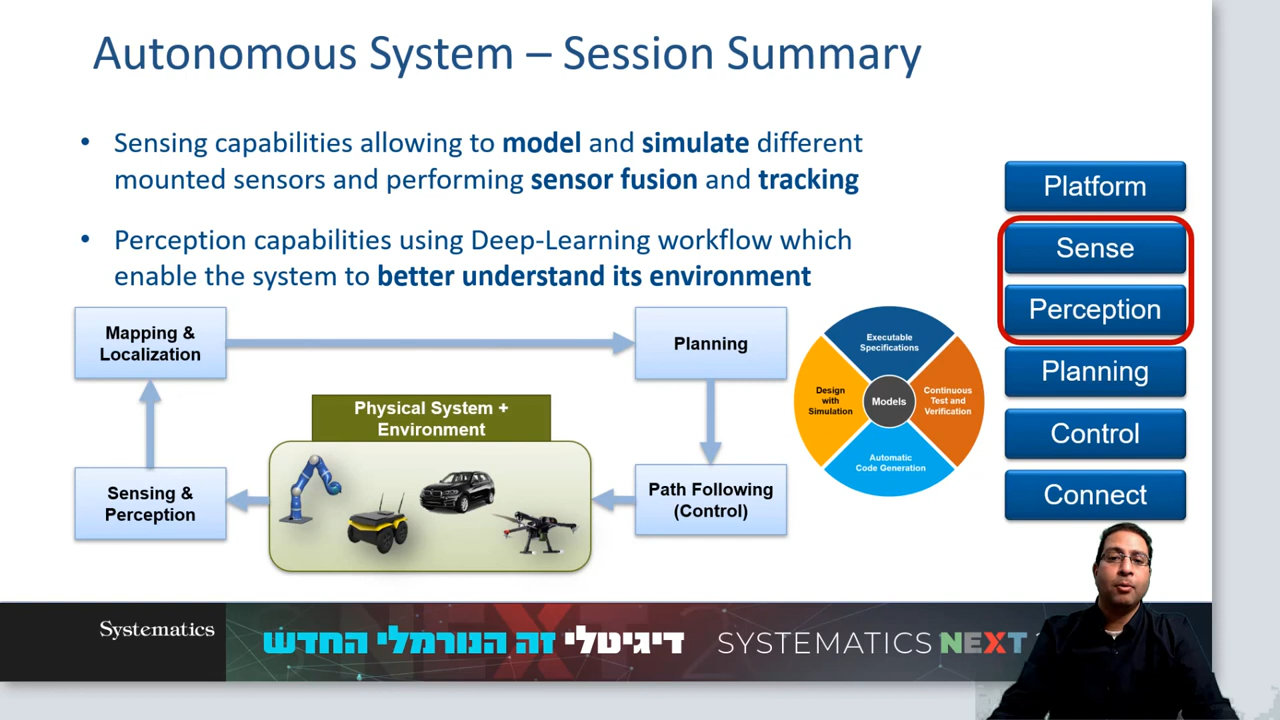 Autonomous System – Session Summary
• Sensing capabilities allowing to model and simulate different
mounted sensors and performing sensor fusion and tracking
• Perception capabilities using Deep-Learning workflow which
enable the system to better understand its environment
Platform
Sense
Perception
Planning
Control
Connect
Mapping &
Localization
Planning
Physical System +
Environment
Sensing &
Perception
Path Following
(Control)
Executable
Specifications
Design
with
Simulation
Models
Continuous
Test and
Verification
Automatic
Code Generation
Systematics
דיגיטלי זה הנורמלי החדש
SYSTEMATICS NEXT